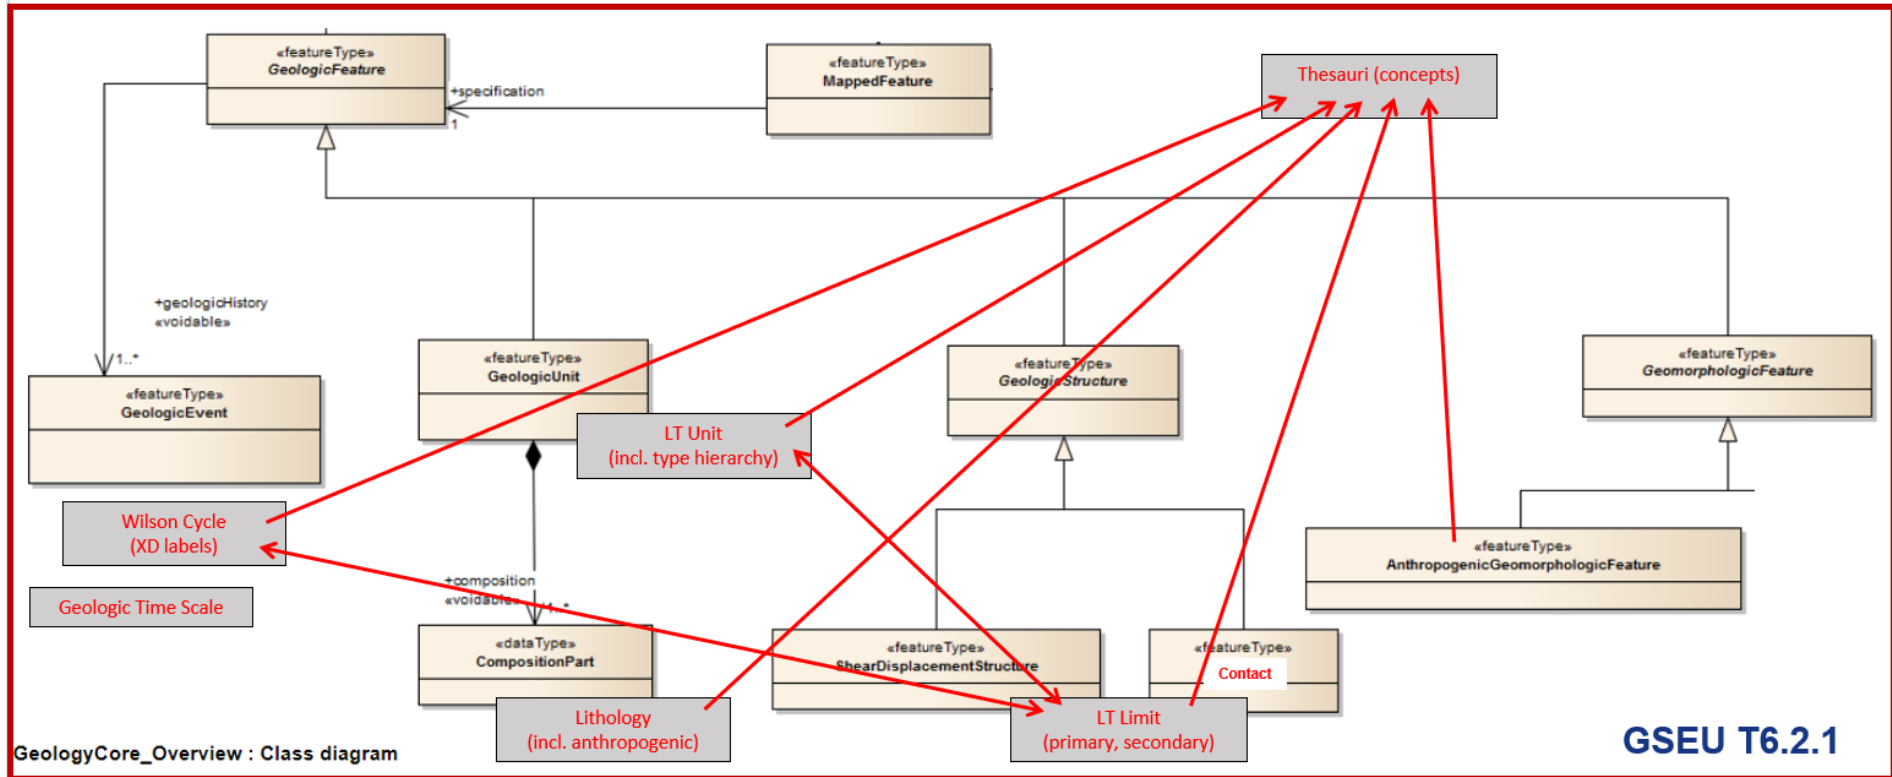 «featureType»
GeologicFeature
+specification
1
«featureType»
MappedFeature
Thesauri (concepts)
+geologicHistory
«voidable»
1..*
«featureType»
GeologicEvent
«featureType»
GeologicUnit
LT Unit
(incl. type hierarchy)
«featureType»
GeologicStructure
«featureType»
GeomorphologicFeature
Wilson Cycle
(XD labels)
Geologic Time Scale
+composition
«voidable»
1..*
«dataType»
CompositionPart
Lithology
(incl. anthropogenic)
«featureType»
ShearDisplacementStructure
«featureType»
Contact
LT Limit
(primary, secondary)
«featureType»
AnthropogenicGeomorphologicFeature
GeologyCore_Overview : Class diagram
GSEU T6.2.1